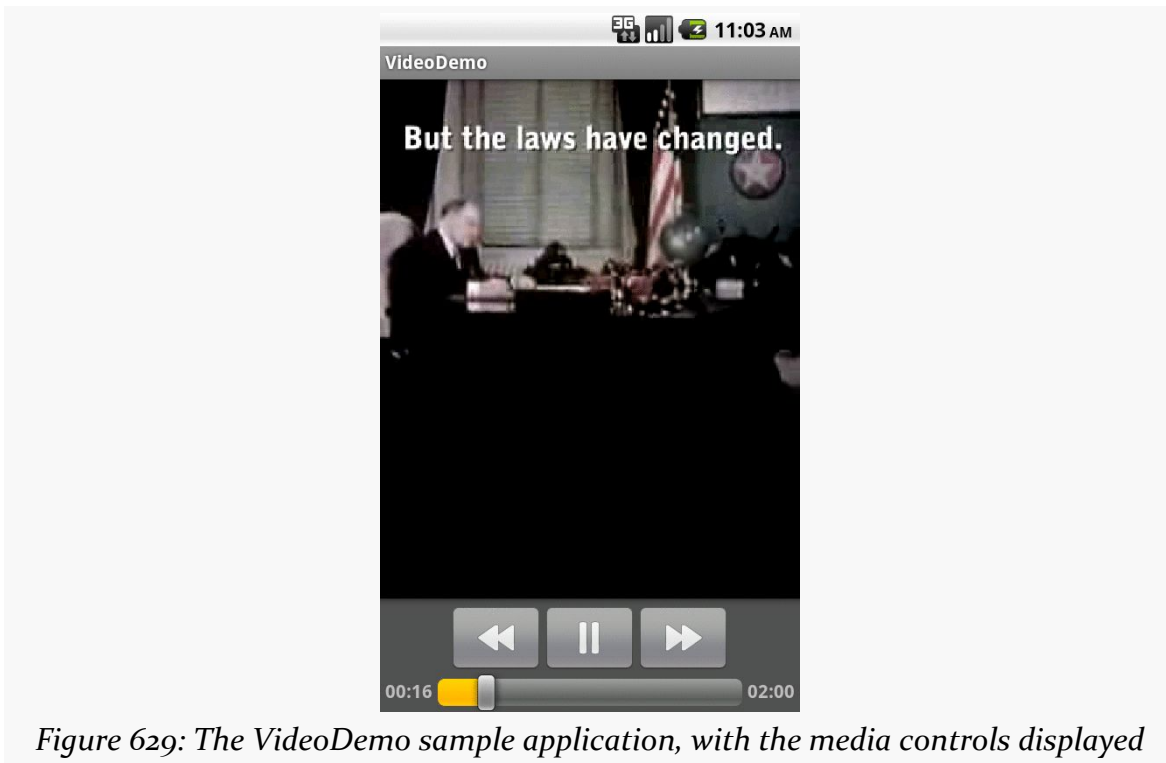 3G 11:03 AM
VideoDemo
But the laws have changed.
00:16 02:00
Figure 629: The VideoDemo sample application, with the media controls displayed